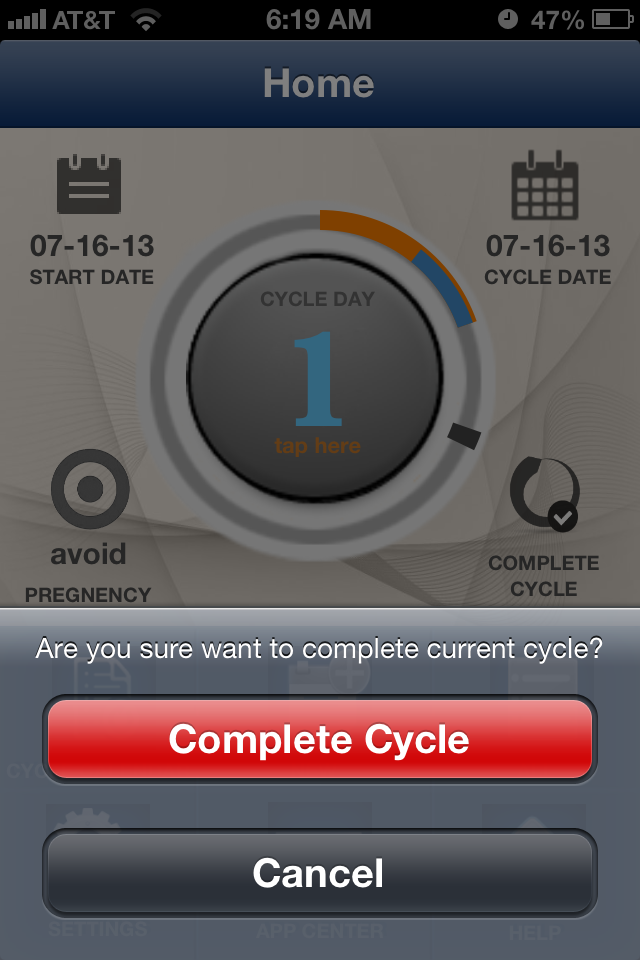 AT&T 6:19 AM 47%
Home
07-16-13
START DATE
07-16-13
CYCLE DATE
CYCLE DAY
1
tap here
avoid
PREGNENCY
COMPLETE
CYCLE
Are you sure want to complete current cycle?
Complete Cycle
Cancel
SETTINGS APP CENTER HELP